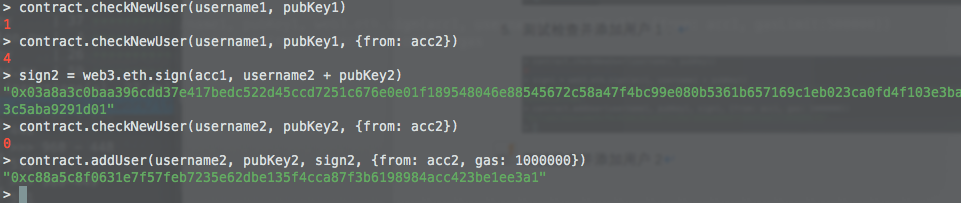 > contract.checkNewUser(username1, pubKey1)
1
> contract.checkNewUser(username1, pubKey1, {from: acc2})
4
> sign2 = web3.eth.sign(acc1, username2 + pubKey2)
"0x03a8a3c0baa396cdd37e417bedc522d45ccd7251c676e0e01f189548046e88545672c58a47f4bc99e080b5361b657169c1eb023ca0fd4f103e3ba
3c5aba9291d01"
> contract.checkNewUser(username2, pubKey2, {from: acc2})
0
> contract.addUser(username2, pubKey2, sign2, {from: acc2, gas: 1000000})
"0xc88a5c8f0631e7f57feb7235e62dbe135f4cca87f3b6198984acc423be1ee3a1"
>